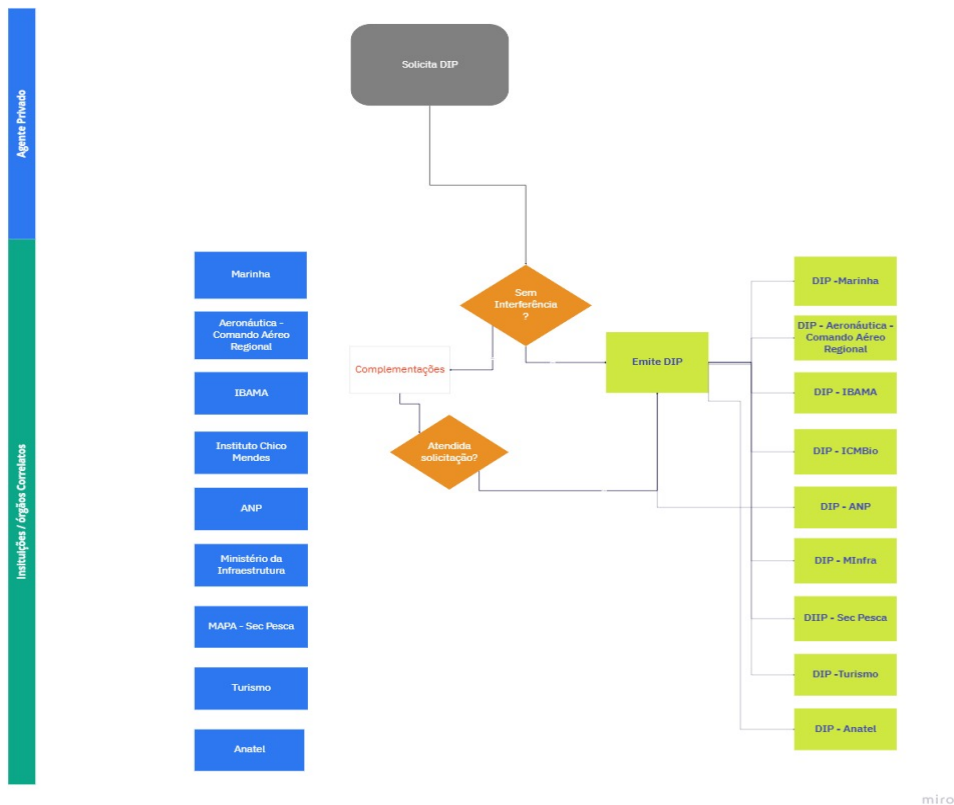 Agente Privado
Solicita DIP
Insituições / órgãos Correlatos
Marinha
Aeronáutica -
Comando Aéreo
Regional
IBAMA
Instituto Chico
Mendes
ANP
Ministério da
Infraestrutura
MAPA - Sec Pesca
Turismo
Anatel
Sem
Interferência
?
Complementações
Atendida
solicitação?
Emite DIP
DIP -Marinha
DIP - Aeronáutica -
Comando Aéreo
Regional
DIP - IBAMA
DIP - ICMBio
DIP - ANP
DIP - MInfra
DIIP - Sec Pesca
DIP -Turismo
DIP - Anatel
miro